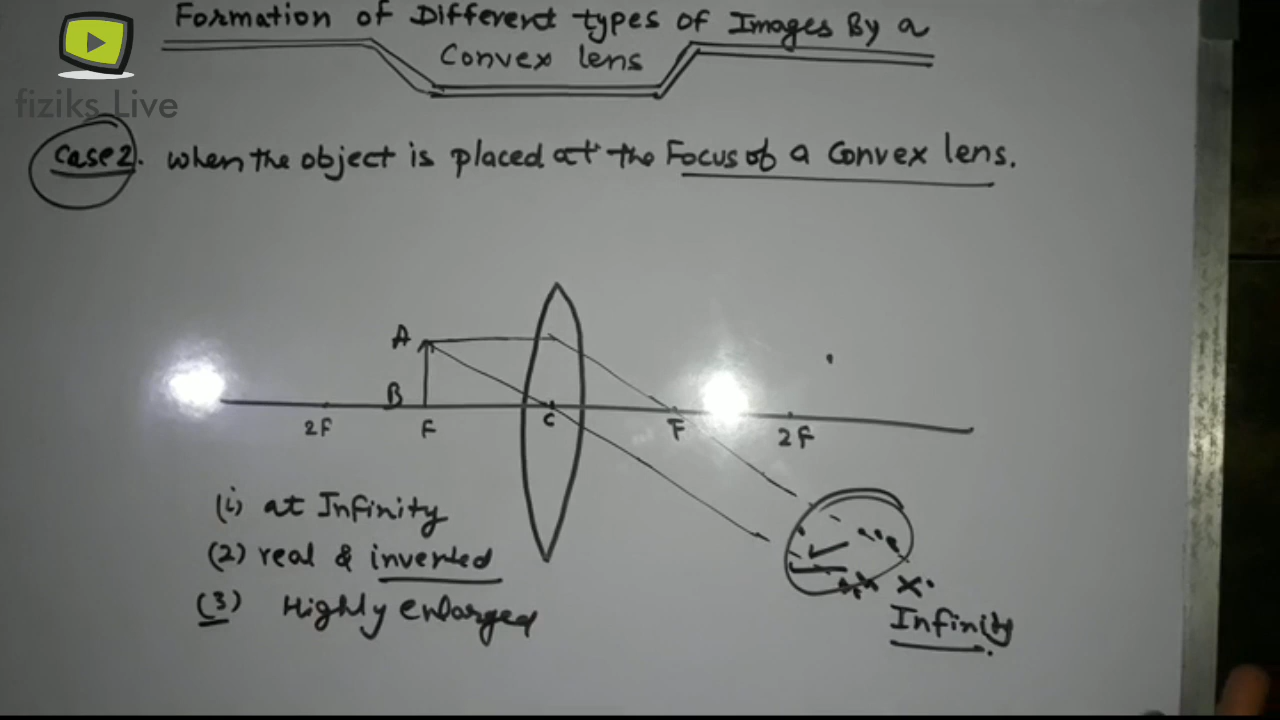 Formation of Different types of Images By a
Convex lens
fiziks Live
Case 2. when the object is placed at the Focus of a Convex lens.
A
B
2F F C F 2F
(i) at Infinity
(2) real & inverted
(3) Highly Enlarged
Infinity